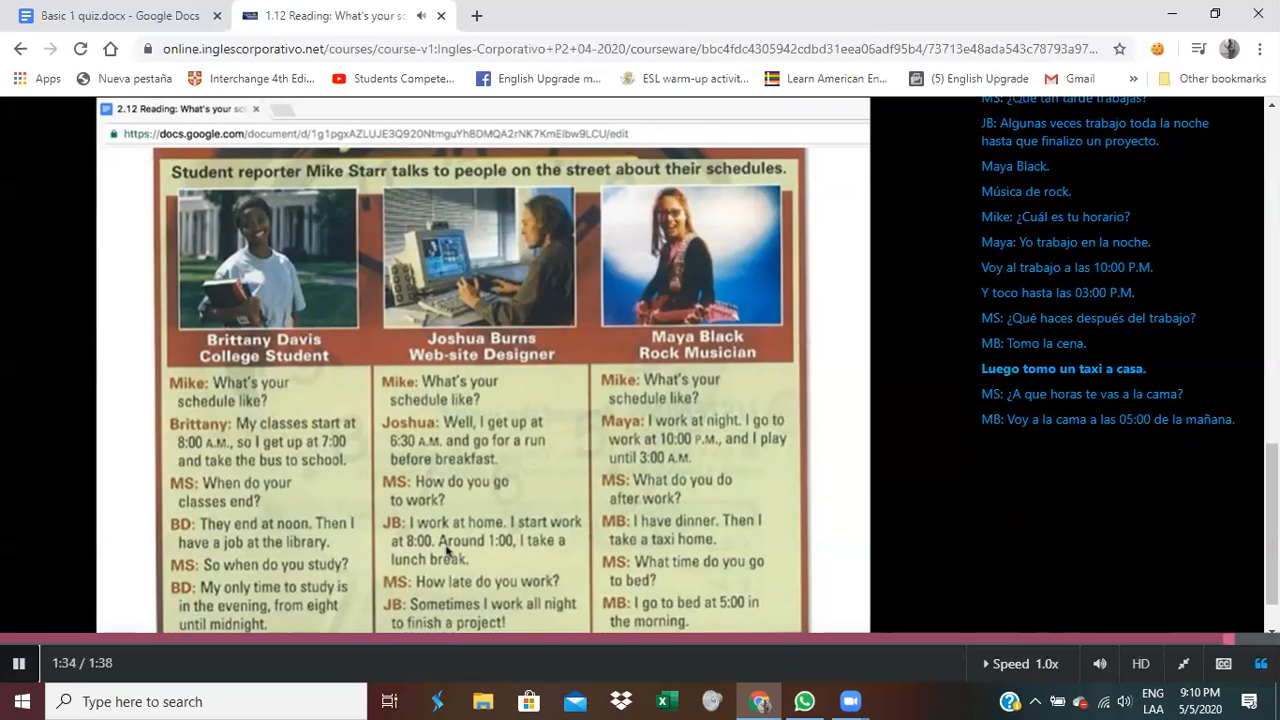 Basic 1 quiz.docx - Google Docs
1.12 Reading: What's your sc
online.inglescorporativo.net/courses/course-v1:Ingles-Corporativo+P2+04-2020/courseware/bbc4fdc4305942cdbd31eea06adf95b4/73713e48ada543c78793a97...
Apps
Nueva pestaña
Interchange 4th Edi...
Students Compete...
English Upgrade m...
ESL warm-up activit...
Learn American En...
(5) English Upgrade
Gmail
Other bookmarks
2.12 Reading: What's your sc
https://docs.google.com/document/d/1g1pgxAZLUJE3Q920NtmguYh8DMQA2rNK7KmElbw9LCU/edit
Student reporter Mike Starr talks to people on the street about their schedules.
Brittany Davis
College Student
Mike: What's your
schedule like?
Brittany: My classes start at
8:00 A.M., so I get up at 7:00
and take the bus to school.
MS: When do your
classes end?
BD: They end at noon. Then I
have a job at the library.
MS: So when do you study?
BD: My only time to study is
in the evening, from eight
until midnight.
Joshua Burns
Web-site Designer
Mike: What's your
schedule like?
Joshua: Well, I get up at
6:30 A.M. and go for a run
before breakfast.
MS: How do you go
to work?
JB: I work at home. I start work
at 8:00. Around 1:00, I take a
lunch break.
MS: How late do you work?
JB: Sometimes I work all night
to finish a project!
Maya Black
Rock Musician
Mike: What's your
schedule like?
Maya: I work at night. I go to
work at 10:00 P.M., and I play
until 3:00 A.M.
MS: What do you do
after work?
MB: I have dinner. Then I
take a taxi home.
MS: What time do you go
to bed?
MB: I go to bed at 5:00 in
the morning.
MS: ¿Qué tan tarde trabajas?
JB: Algunas veces trabajo toda la noche
hasta que finalizo un proyecto.
Maya Black.
Música de rock.
Mike: ¿Cuál es tu horario?
Maya: Yo trabajo en la noche.
Voy al trabajo a las 10:00 P.M.
Y toco hasta las 03:00 P.M.
MS: ¿Qué haces después del trabajo?
MB: Tomo la cena.
Luego tomo un taxi a casa.
MS: ¿A que horas te vas a la cama?
MB: Voy a la cama a las 05:00 de la mañana.
1:34 / 1:38
Speed 1.0x
HD
Type here to search
ENG
LAA
9:10 PM
5/5/2020